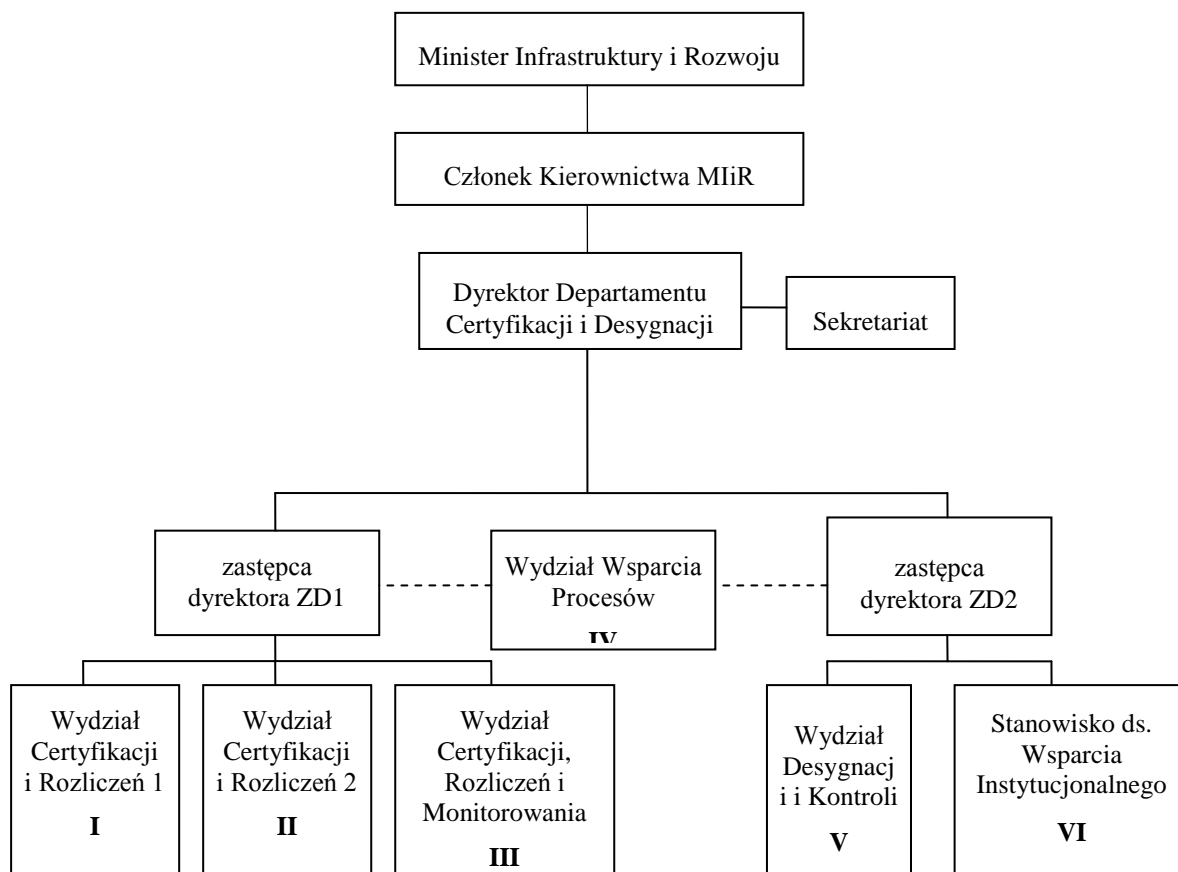 Minister Infrastruktury i Rozwoju
Członek Kierownictwa MIiR
Dyrektor Departamentu
Certyfikacji i Desygnacji
Sekretariat
zastępca
dyrektora ZD1
Wydział Wsparcia
Procesów
IV
zastępca
dyrektora ZD2
Wydział
Certyfikacji
i Rozliczeń 1
I
Wydział
Certyfikacji
i Rozliczeń 2
II
Wydział
Certyfikacji,
Rozliczeń i
Monitorowania
III
Wydział
Desygnacj
i i Kontroli
V
Stanowisko ds.
Wsparcia
Instytucjonalnego
VI